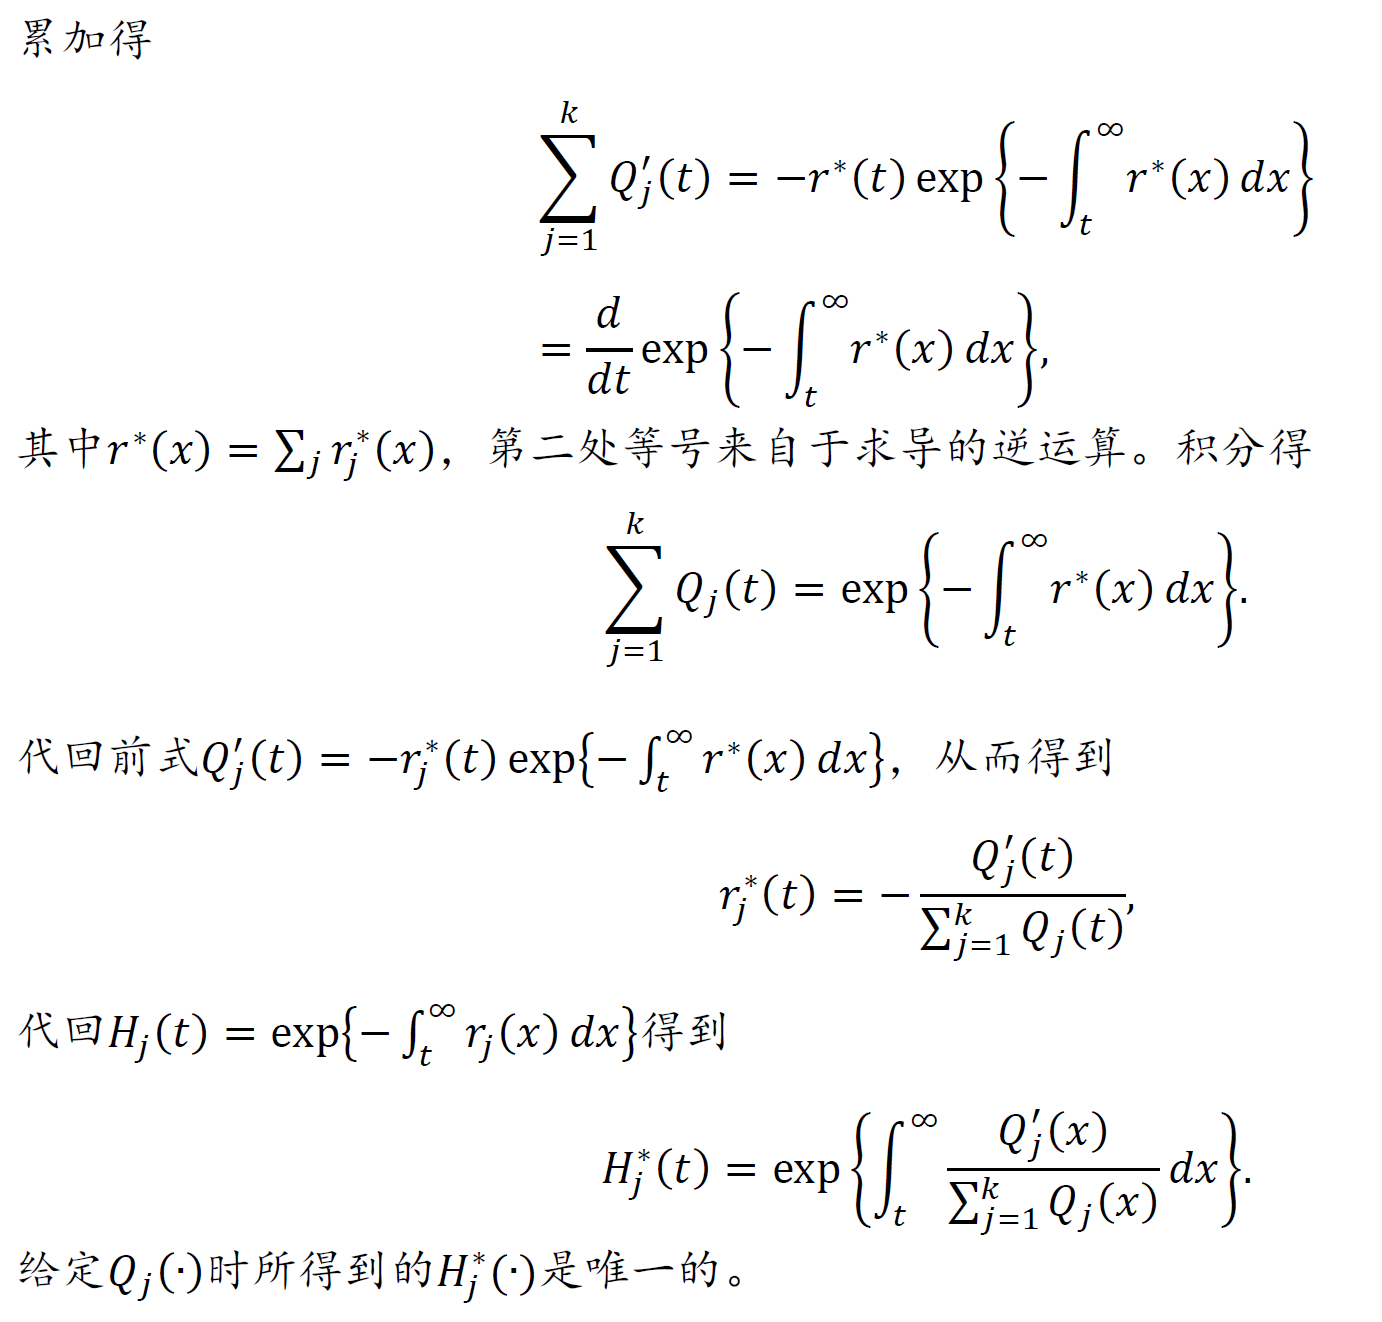 累加得
$$\sum_{j=1}^{k} Q_j'(t) = -r^*(t) \exp\left\{-\int_t^\infty r^*(x)\, dx\right\}$$
$$= \frac{d}{dt} \exp\left\{-\int_t^\infty r^*(x)\, dx\right\},$$
其中$r^*(x) = \sum_j r_j^*(x)$，第二处等号来自于求导的逆运算。积分得
$$\sum_{j=1}^{k} Q_j(t) = \exp\left\{-\int_t^\infty r^*(x)\, dx\right\}.$$
代回前式$Q_j'(t) = -r_j^*(t) \exp\{-\int_t^\infty r^*(x)\, dx\}$，从而得到
$$r_j^*(t) = -\frac{Q_j'(t)}{\sum_{j=1}^{k} Q_j(t)},$$
代回$H_j(t) = \exp\{-\int_t^\infty r_j(x)\, dx\}$得到
$$H_j^*(t) = \exp\left\{\int_t^\infty \frac{Q_j'(x)}{\sum_{j=1}^{k} Q_j(x)}\, dx\right\}.$$
给定$Q_j(\cdot)$时所得到的$H_j^*(\cdot)$是唯一的。